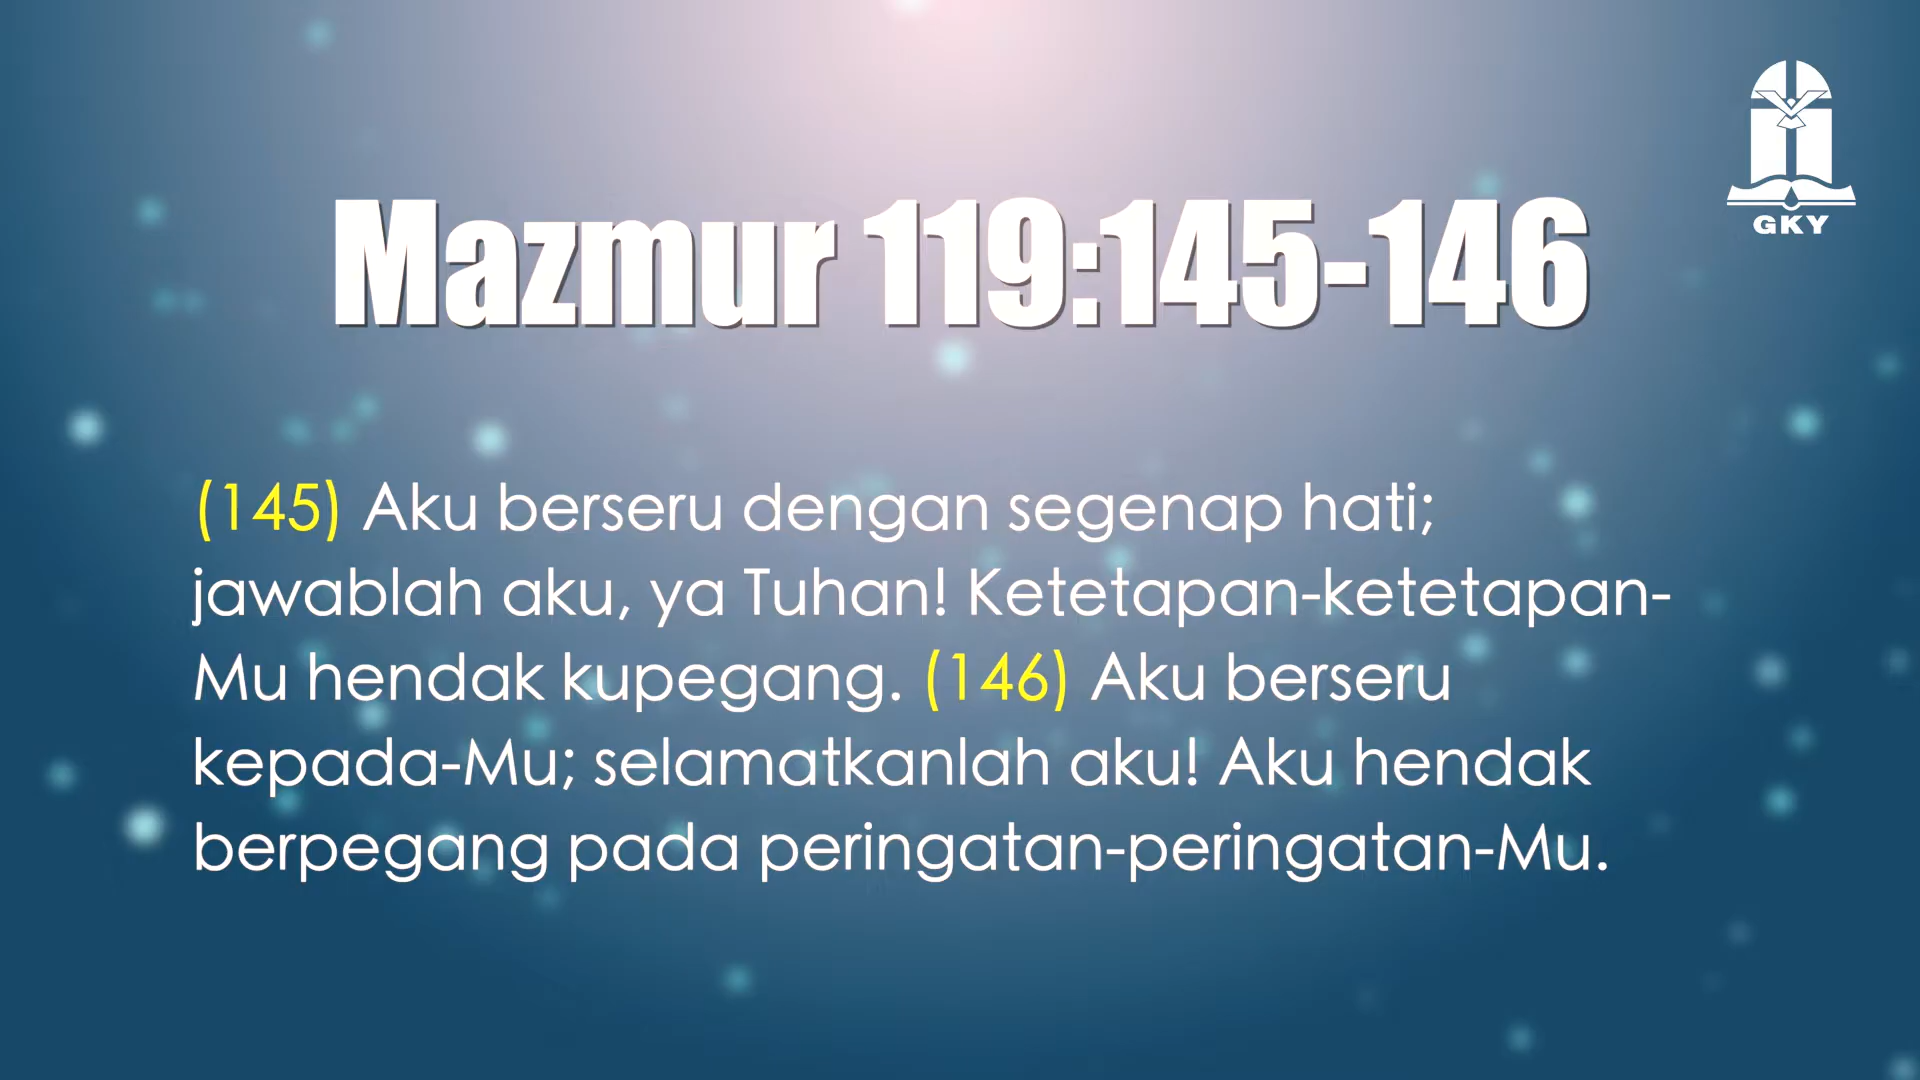 GKY
Mazmur 119:145-146
(145) Aku berseru dengan segenap hati;
jawablah aku, ya Tuhan! Ketetapan-ketetapan-
Mu hendak kupegang. (146) Aku berseru
kepada-Mu; selamatkanlah aku! Aku hendak
berpegang pada peringatan-peringatan-Mu.